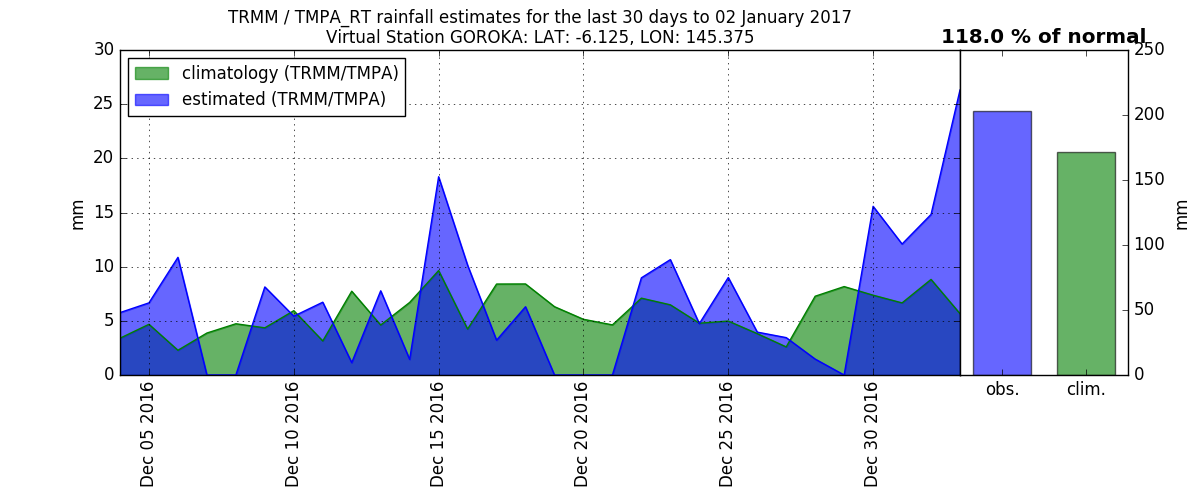 TRMM / TMPA_RT rainfall estimates for the last 30 days to 02 January 2017
Virtual Station GOROKA: LAT: -6.125, LON: 145.375
118.0 % of normal
climatology (TRMM/TMPA)
estimated (TRMM/TMPA)
30
25
20
15
10
5
0
mm
250
200
150
100
50
0
mm
Dec 05 2016
Dec 10 2016
Dec 15 2016
Dec 20 2016
Dec 25 2016
Dec 30 2016
obs.
clim.